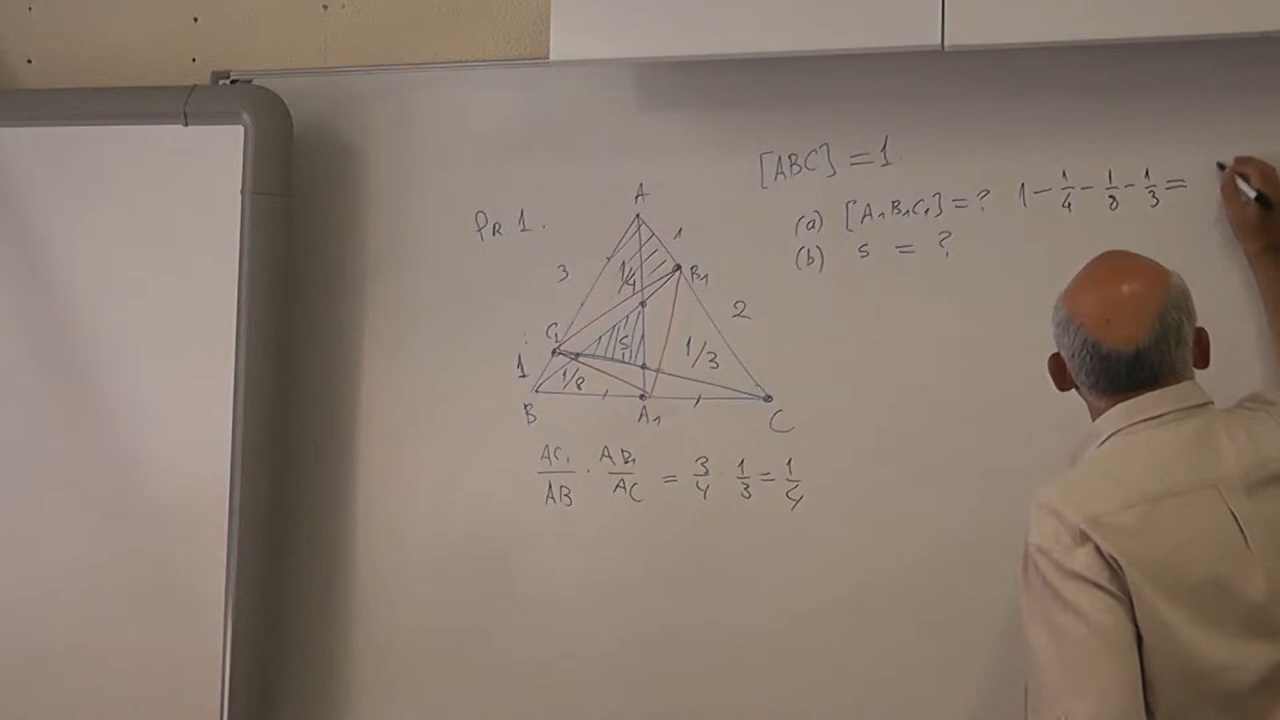 [ABC] = 1
(a) [A₁B₁C₁] = ? 1 - 1/4 - 1/8 - 1/3 =
(b) s = ?
Pr. 1.
A
1
3
1/4
B₁
2
C₁
S
1/3
1
1/8
B
A₁
C
AC₁/AB · AB₁/AC = 3/4 1/3 = 1/4